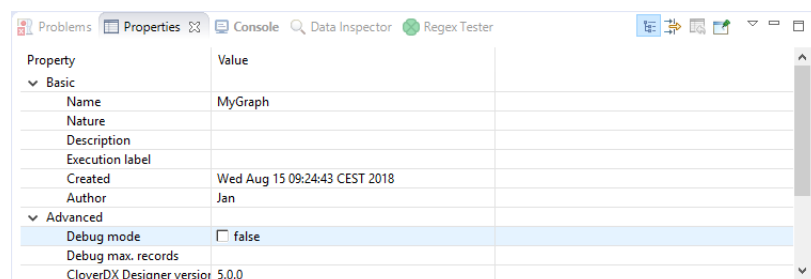 Problems Properties Console Data Inspector Regex Tester
Property Value
Basic
Name MyGraph
Nature
Description
Execution label
Created Wed Aug 15 09:24:43 CEST 2018
Author Jan
Advanced
Debug mode false
Debug max. records
CloverDX Designer version 5.0.0